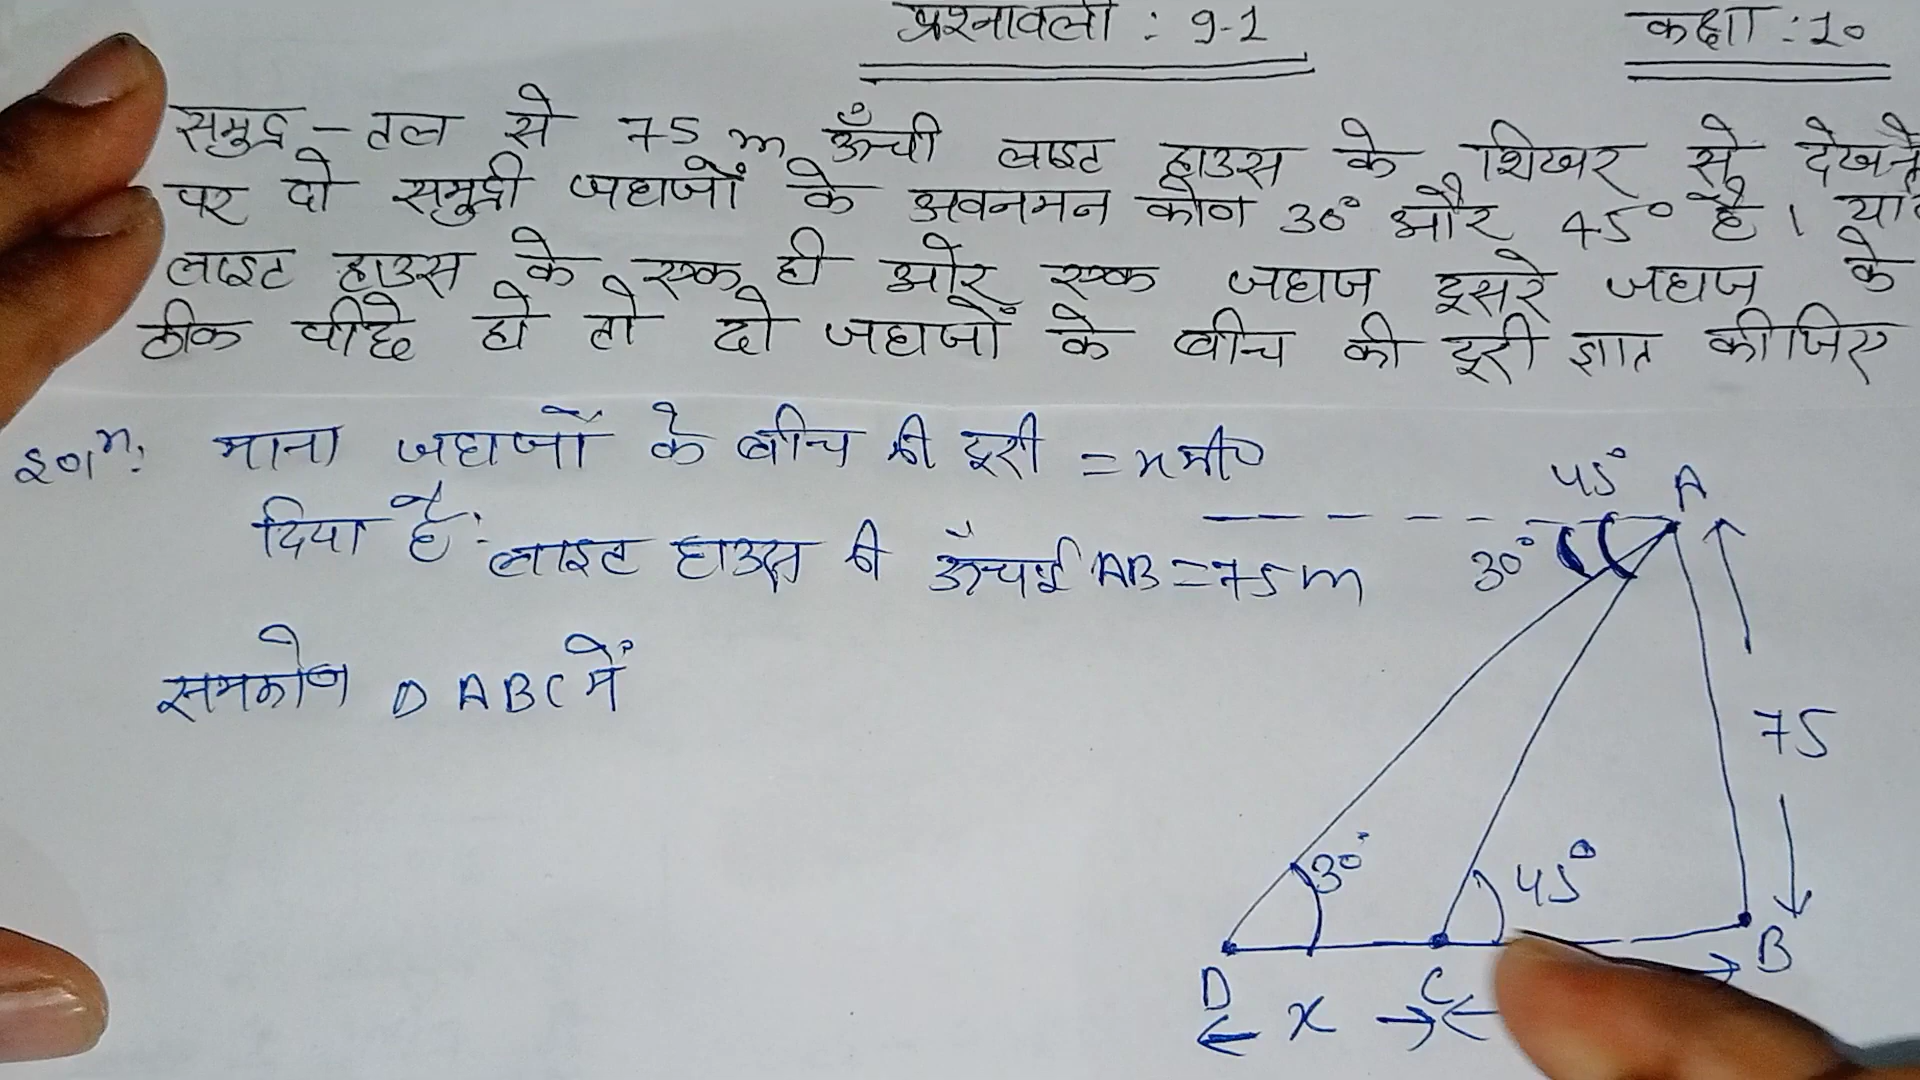 प्रश्नावली : 9-1
कक्षा : 10
समुद्र - तल से 75 m ऊँची लाइट हाउस के शिखर से देखने
पर दो समुद्री जहाजों के अवनमन कोण 30° और 45° है । यदि
लाइट हाउस के एक ही ओर एक जहाज दूसरे जहाज के
ठीक पीछे हो तो दो जहाजों के बीच की दूरी ज्ञात कीजिए
माना जहाजों के बीच की दूरी = x मी०
दिया है: लाइट हाउस की ऊँचाई AB = 75 m
समकोण Δ ABC में
45° A
30°
75
30°
45°
B
D C
x